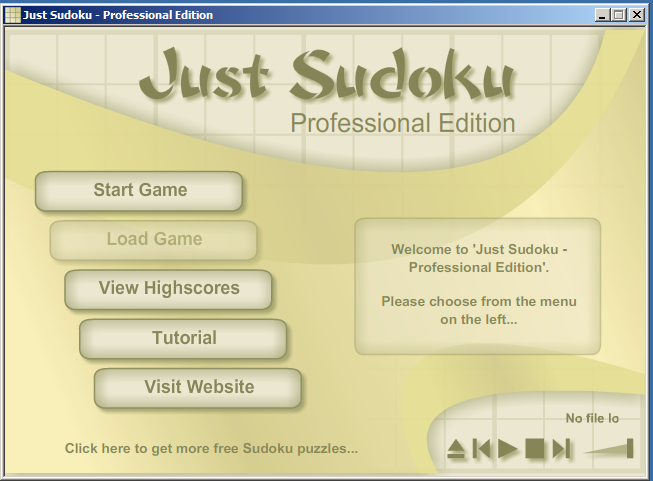 Just Sudoku - Professional Edition
Just Sudoku
Professional Edition
Start Game
Load Game
View Highscores
Tutorial
Visit Website
Welcome to 'Just Sudoku -
Professional Edition'.
Please choose from the menu
on the left...
No file lo
Click here to get more free Sudoku puzzles...